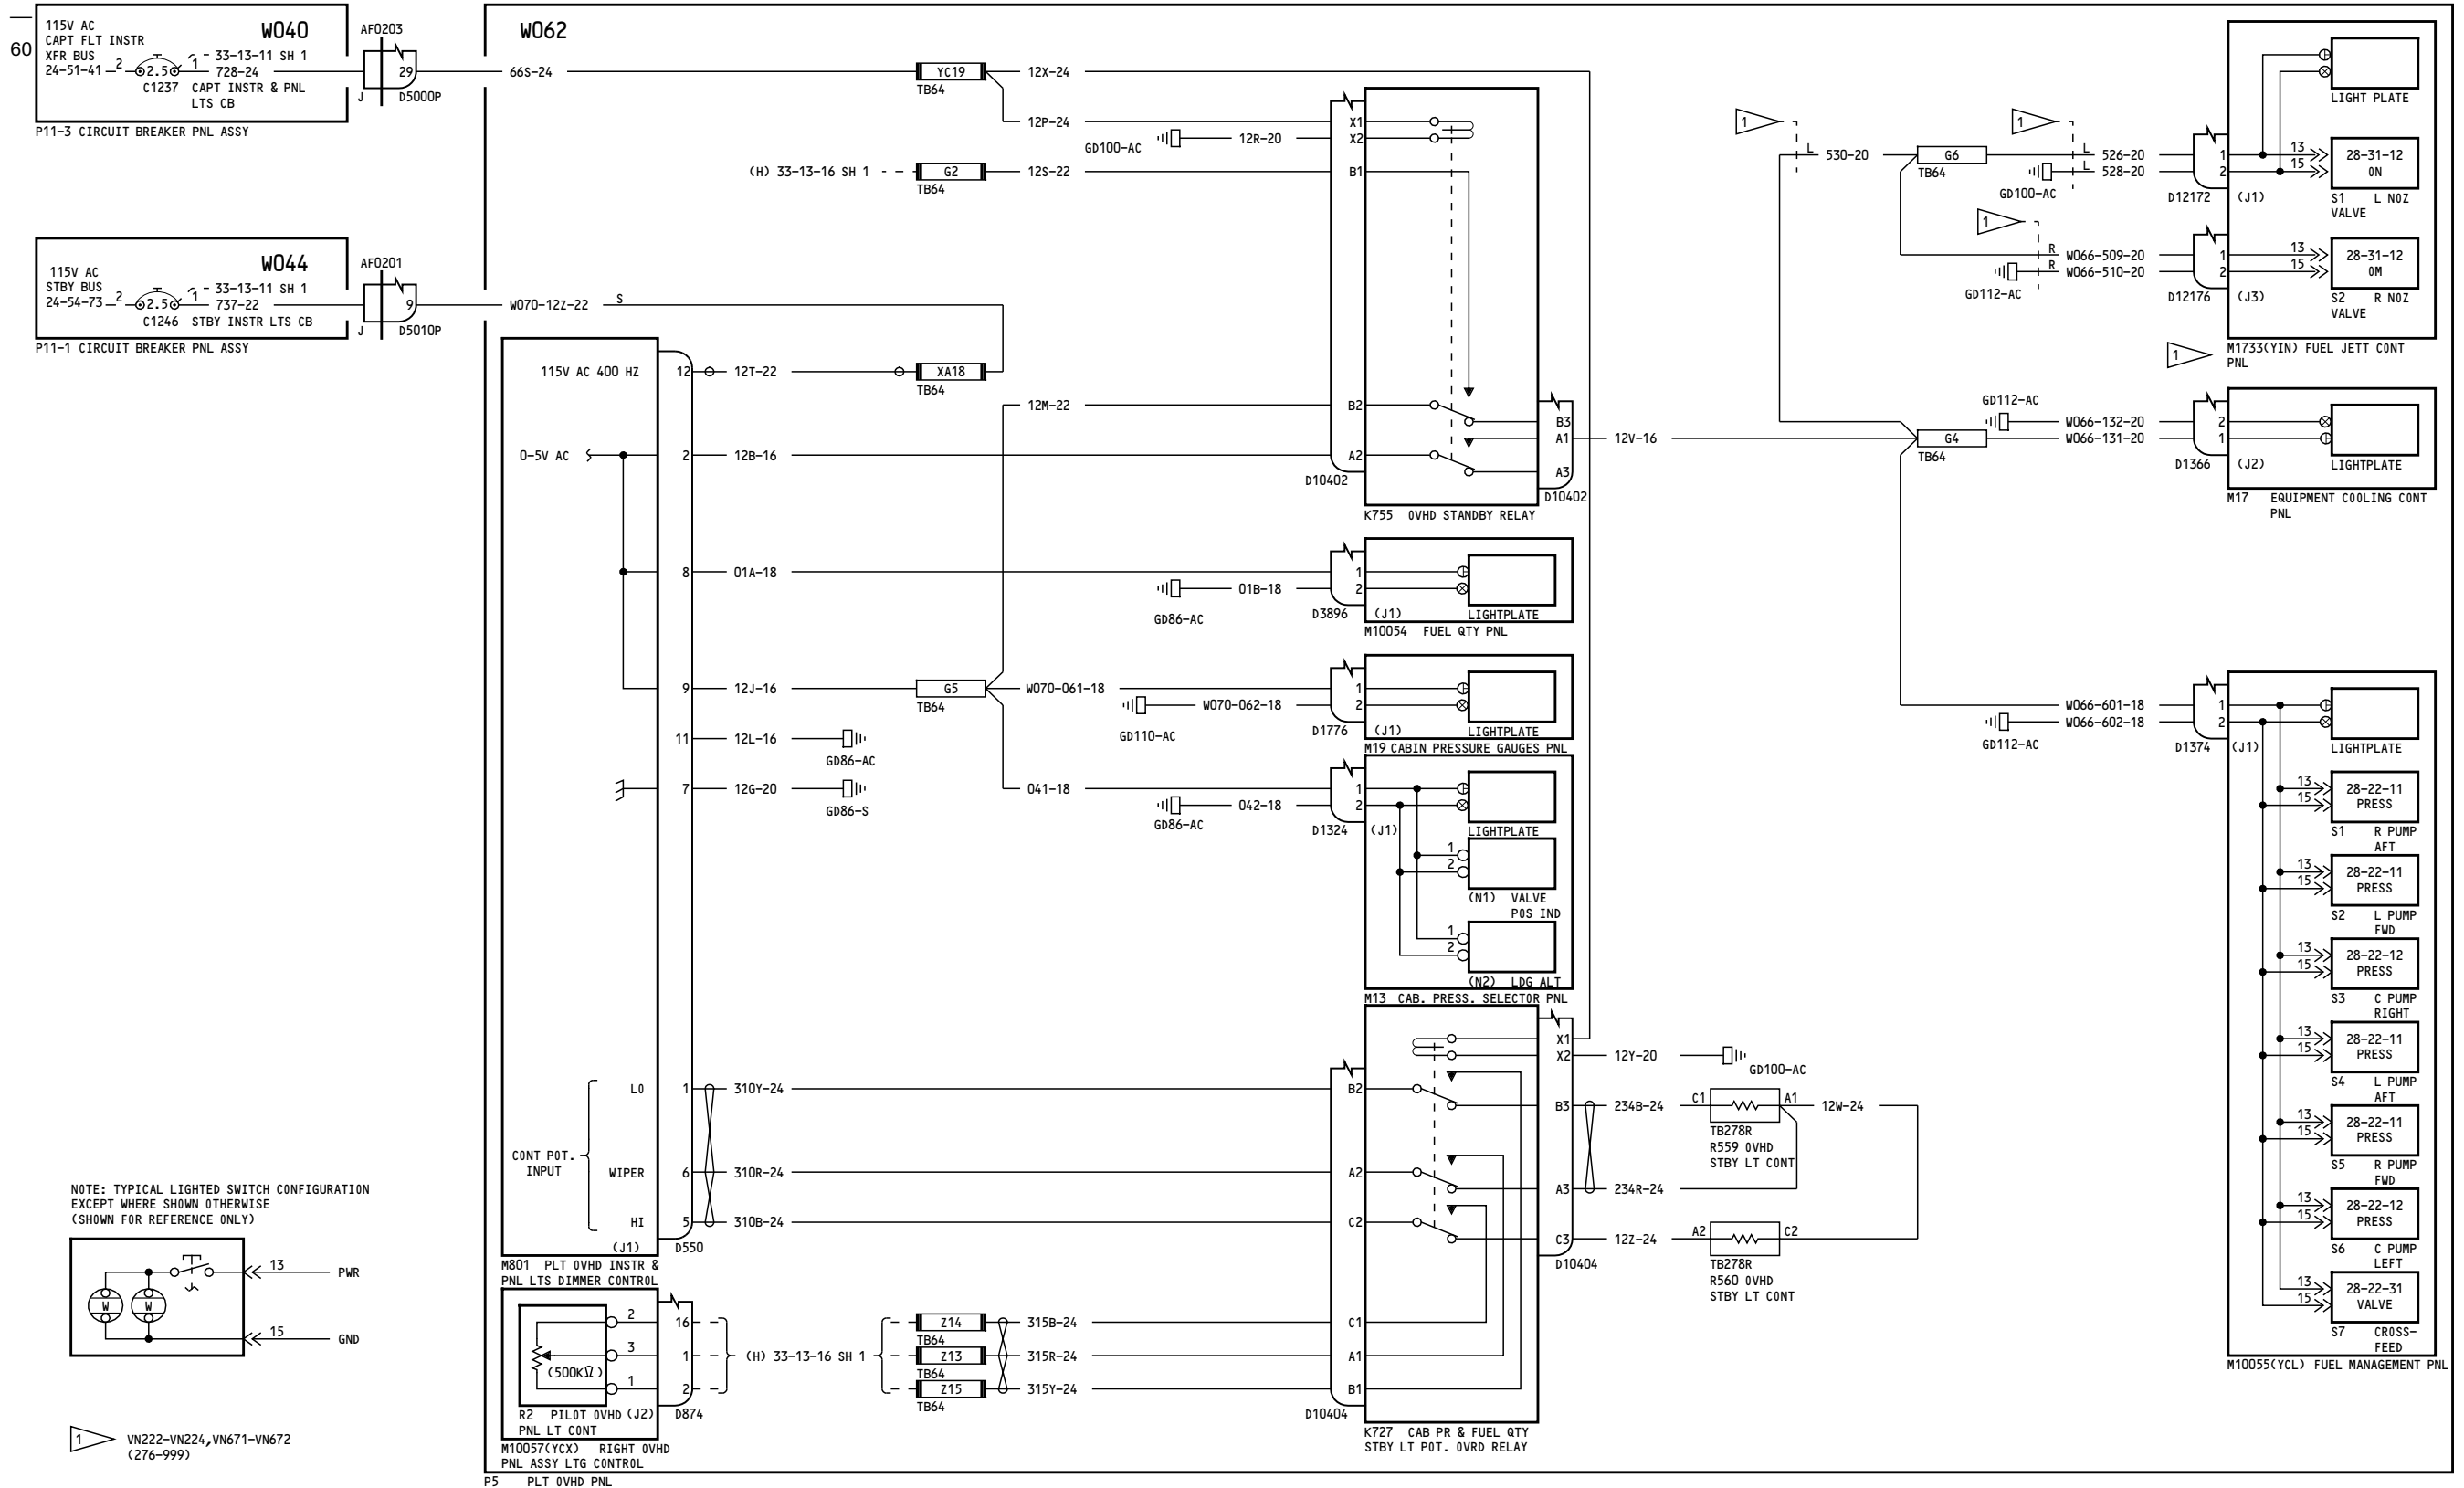 60
115V AC
CAPT FLT INSTR
XFR BUS
24-51-41
W040
2
2.5
1
33-13-11 SH 1
728-24
C1237 CAPT INSTR & PNL
LTS CB
P11-3 CIRCUIT BREAKER PNL ASSY
AF0203
29
J
D5000P
115V AC
STBY BUS
24-54-73
W044
2
2.5
1
33-13-11 SH 1
737-22
C1246 STBY INSTR LTS CB
P11-1 CIRCUIT BREAKER PNL ASSY
AF0201
9
J
D5010P
W062
66S-24
YC19
TB64
12X-24
12P-24
GD100-AC
12R-20
(H) 33-13-16 SH 1
G2
TB64
12S-22
W070-12Z-22
S
115V AC 400 HZ
12
12T-22
XA18
TB64
12M-22
0-5V AC
2
12B-16
8
01A-18
GD86-AC
01B-18
9
12J-16
G5
TB64
W070-061-18
GD110-AC
W070-062-18
11
12L-16
GD86-AC
7
12G-20
GD86-S
041-18
GD86-AC
042-18
LO
1
310Y-24
CONT POT.
INPUT
WIPER
6
310R-24
HI
5
310B-24
(J1)
D550
M801 PLT OVHD INSTR &
PNL LTS DIMMER CONTROL
2
16
3
1
(500KΩ)
1
2
R2 PILOT OVHD
PNL LT CONT
(J2)
D874
M10057(YCX) RIGHT OVHD
PNL ASSY LTG CONTROL
P5 PLT OVHD PNL
(H) 33-13-16 SH 1
Z14
TB64
315B-24
Z13
TB64
315R-24
Z15
TB64
315Y-24
X1
X2
B1
B2
A2
D10402
B3
A1
A3
D10402
K755 OVHD STANDBY RELAY
1
2
D3896
(J1)
LIGHTPLATE
M10054 FUEL QTY PNL
1
2
D1776
(J1)
LIGHTPLATE
M19 CABIN PRESSURE GAUGES PNL
1
2
D1324
(J1)
LIGHTPLATE
1
2
(N1) VALVE
POS IND
1
2
(N2) LDG ALT
M13 CAB. PRESS. SELECTOR PNL
X1
X2
B2
B3
A2
A3
C2
C3
D10404
C1
A1
B1
D10404
K727 CAB PR & FUEL QTY
STBY LT POT. OVRD RELAY
12Y-20
GD100-AC
234B-24
C1
A1
12W-24
TB278R
R559 OVHD
STBY LT CONT
234R-24
12Z-24
A2
C2
TB278R
R560 OVHD
STBY LT CONT
12V-16
1
L
530-20
G6
TB64
1
L
526-20
L
528-20
GD100-AC
1
R
W066-509-20
R
W066-510-20
GD112-AC
1
2
D12172
(J1)
LIGHT PLATE
13
15
28-31-12
ON
S1 L NOZ
VALVE
1
2
D12176
(J3)
13
15
28-31-12
OM
S2 R NOZ
VALVE
1
M1733(YIN) FUEL JETT CONT
PNL
G4
TB64
GD112-AC
W066-132-20
W066-131-20
2
1
D1366
(J2)
LIGHTPLATE
M17 EQUIPMENT COOLING CONT
PNL
W066-601-18
W066-602-18
GD112-AC
1
2
D1374
(J1)
LIGHTPLATE
13
15
28-22-11
PRESS
S1 R PUMP
AFT
13
15
28-22-11
PRESS
S2 L PUMP
FWD
13
15
28-22-12
PRESS
S3 C PUMP
RIGHT
13
15
28-22-11
PRESS
S4 L PUMP
AFT
13
15
28-22-11
PRESS
S5 R PUMP
FWD
13
15
28-22-12
PRESS
S6 C PUMP
LEFT
13
15
28-22-31
VALVE
S7 CROSS-
FEED
M10055(YCL) FUEL MANAGEMENT PNL
NOTE: TYPICAL LIGHTED SWITCH CONFIGURATION
EXCEPT WHERE SHOWN OTHERWISE
(SHOWN FOR REFERENCE ONLY)
W
W
13
PWR
15
GND
1
VN222-VN224,VN671-VN672
(276-999)